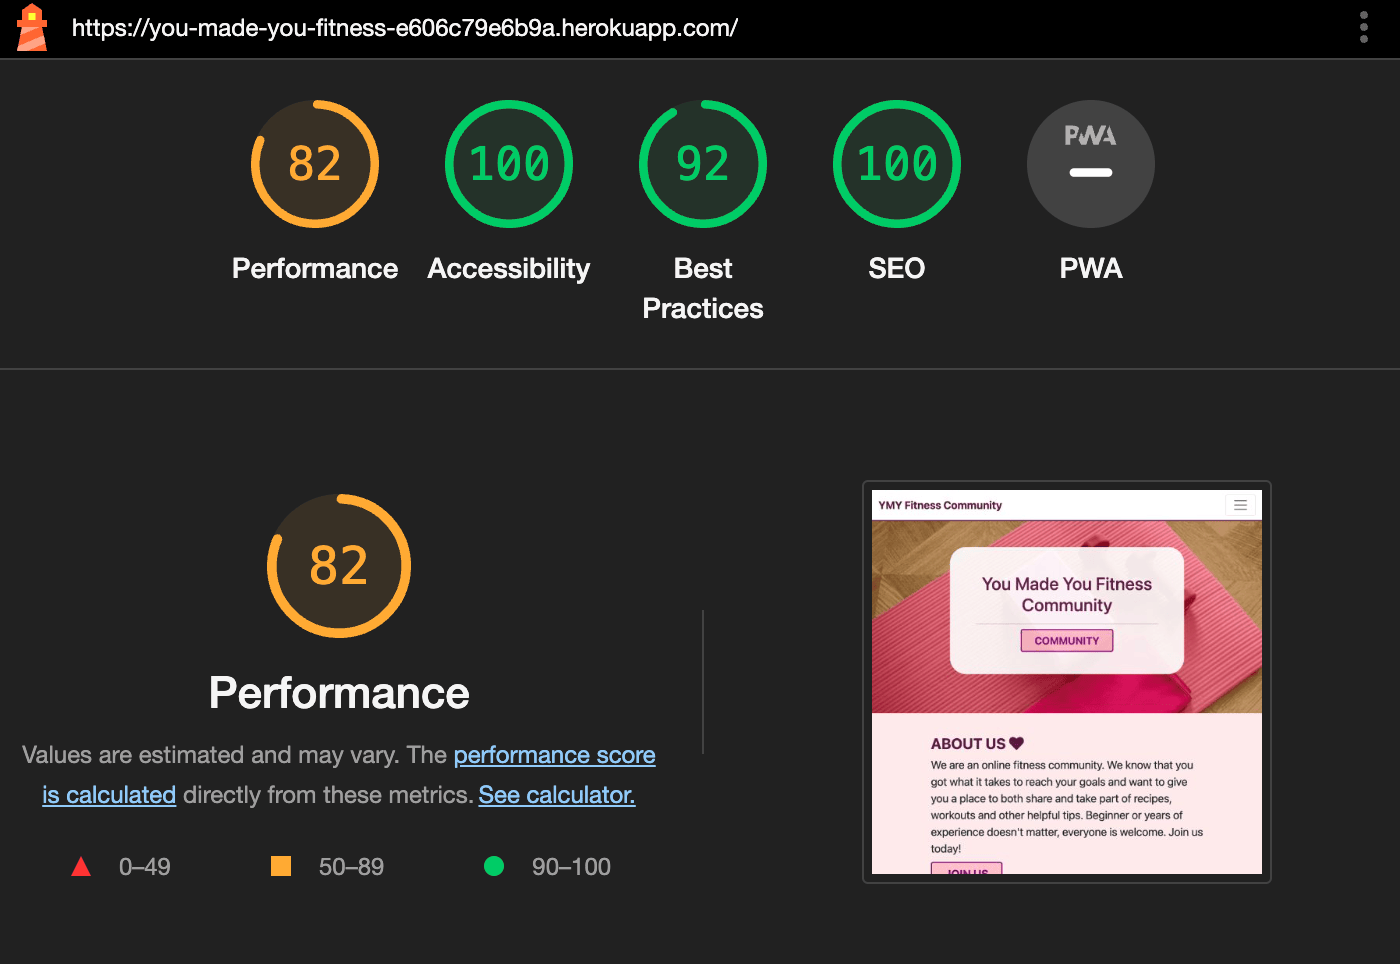 https://you-made-you-fitness-e606c79e6b9a.herokuapp.com/
82
100
92
100
PWA
Performance
Accessibility
Best
Practices
SEO
PWA
82
Performance
Values are estimated and may vary. The performance score
is calculated directly from these metrics. See calculator.
0–49
50–89
90–100
YMY Fitness Community
You Made You Fitness
Community
COMMUNITY
ABOUT US
We are an online fitness community. We know that you
got what it takes to reach your goals and want to give
you a place to both share and take part of recipes,
workouts and other helpful tips. Beginner or years of
experience doesn't matter, everyone is welcome. Join us
today!
JOIN US